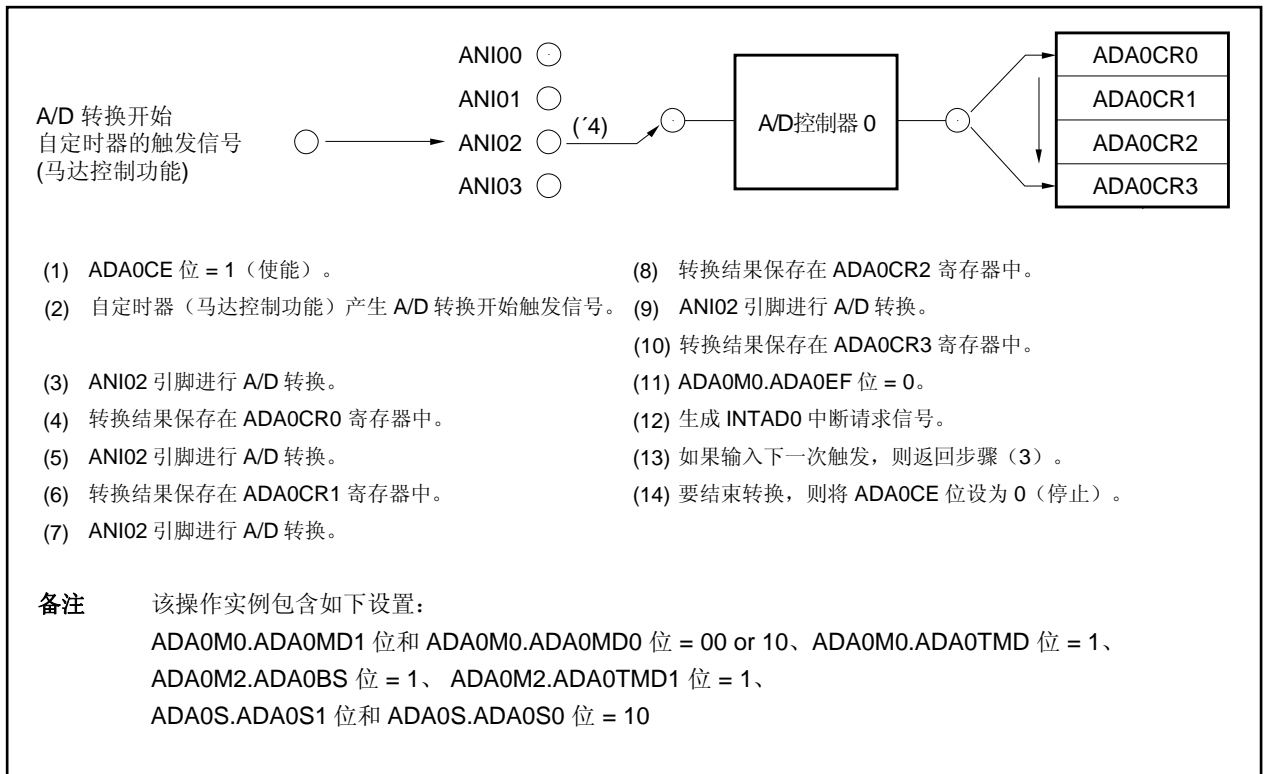 ANI00
ADA0CR0
A/D 转换开始
自定时器的触发信号
(马达控制功能)
ANI01
ADA0CR1
(´4)
A/D控制器 0
ANI02
ADA0CR2
ANI03
ADA0CR3
(1) ADA0CE 位 = 1（使能）。
(2) 自定时器（马达控制功能）产生 A/D 转换开始触发信号。
(3) ANI02 引脚进行 A/D 转换。
(4) 转换结果保存在 ADA0CR0 寄存器中。
(5) ANI02 引脚进行 A/D 转换。
(6) 转换结果保存在 ADA0CR1 寄存器中。
(7) ANI02 引脚进行 A/D 转换。
(8) 转换结果保存在 ADA0CR2 寄存器中。
(9) ANI02 引脚进行 A/D 转换。
(10) 转换结果保存在 ADA0CR3 寄存器中。
(11) ADA0M0.ADA0EF 位 = 0。
(12) 生成 INTAD0 中断请求信号。
(13) 如果输入下一次触发，则返回步骤（3）。
(14) 要结束转换，则将 ADA0CE 位设为 0（停止）。
备注 该操作实例包含如下设置：
ADA0M0.ADA0MD1 位和 ADA0M0.ADA0MD0 位 = 00 or 10、ADA0M0.ADA0TMD 位 = 1、
ADA0M2.ADA0BS 位 = 1、 ADA0M2.ADA0TMD1 位 = 1、
ADA0S.ADA0S1 位和 ADA0S.ADA0S0 位 = 10